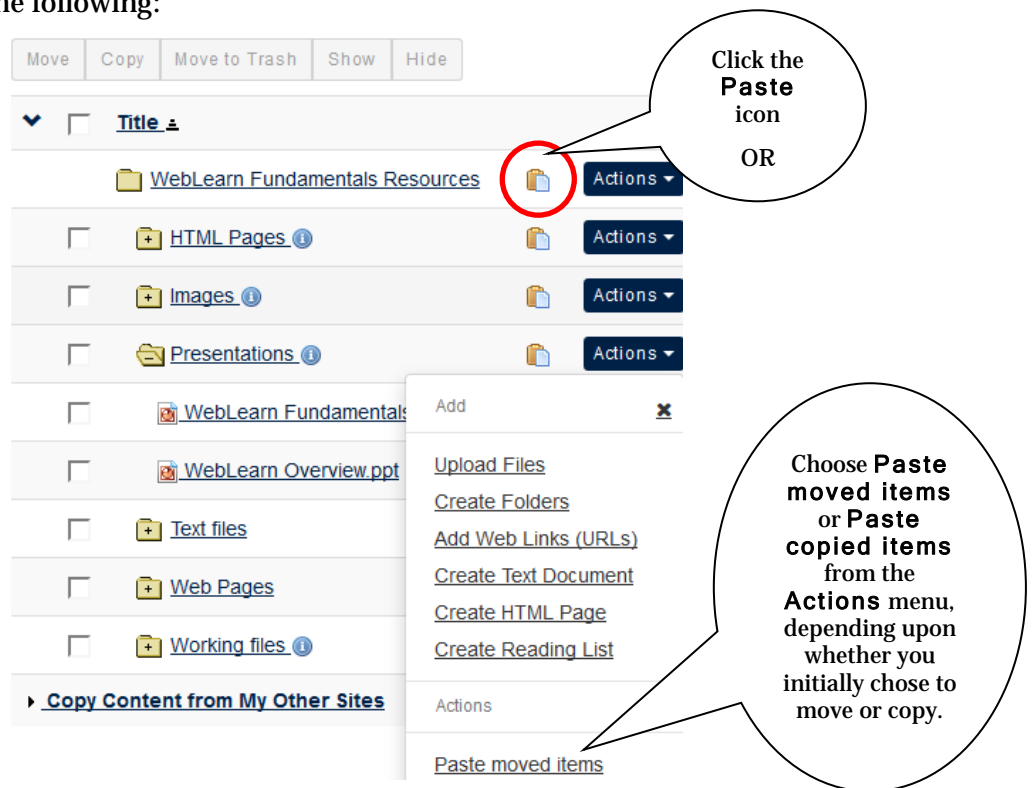 he following:
Move Copy Move to Trash Show Hide
Click the
Paste
icon
OR
Title
WebLearn Fundamentals Resources Actions
HTML Pages Actions
Images Actions
Presentations Actions
WebLearn Fundamentals
WebLearn Overview.ppt
Text files
Web Pages
Working files
Copy Content from My Other Sites
Add
Upload Files
Create Folders
Add Web Links (URLs)
Create Text Document
Create HTML Page
Create Reading List
Actions
Paste moved items
Choose Paste
moved items
or Paste
copied items
from the
Actions menu,
depending upon
whether you
initially chose to
move or copy.